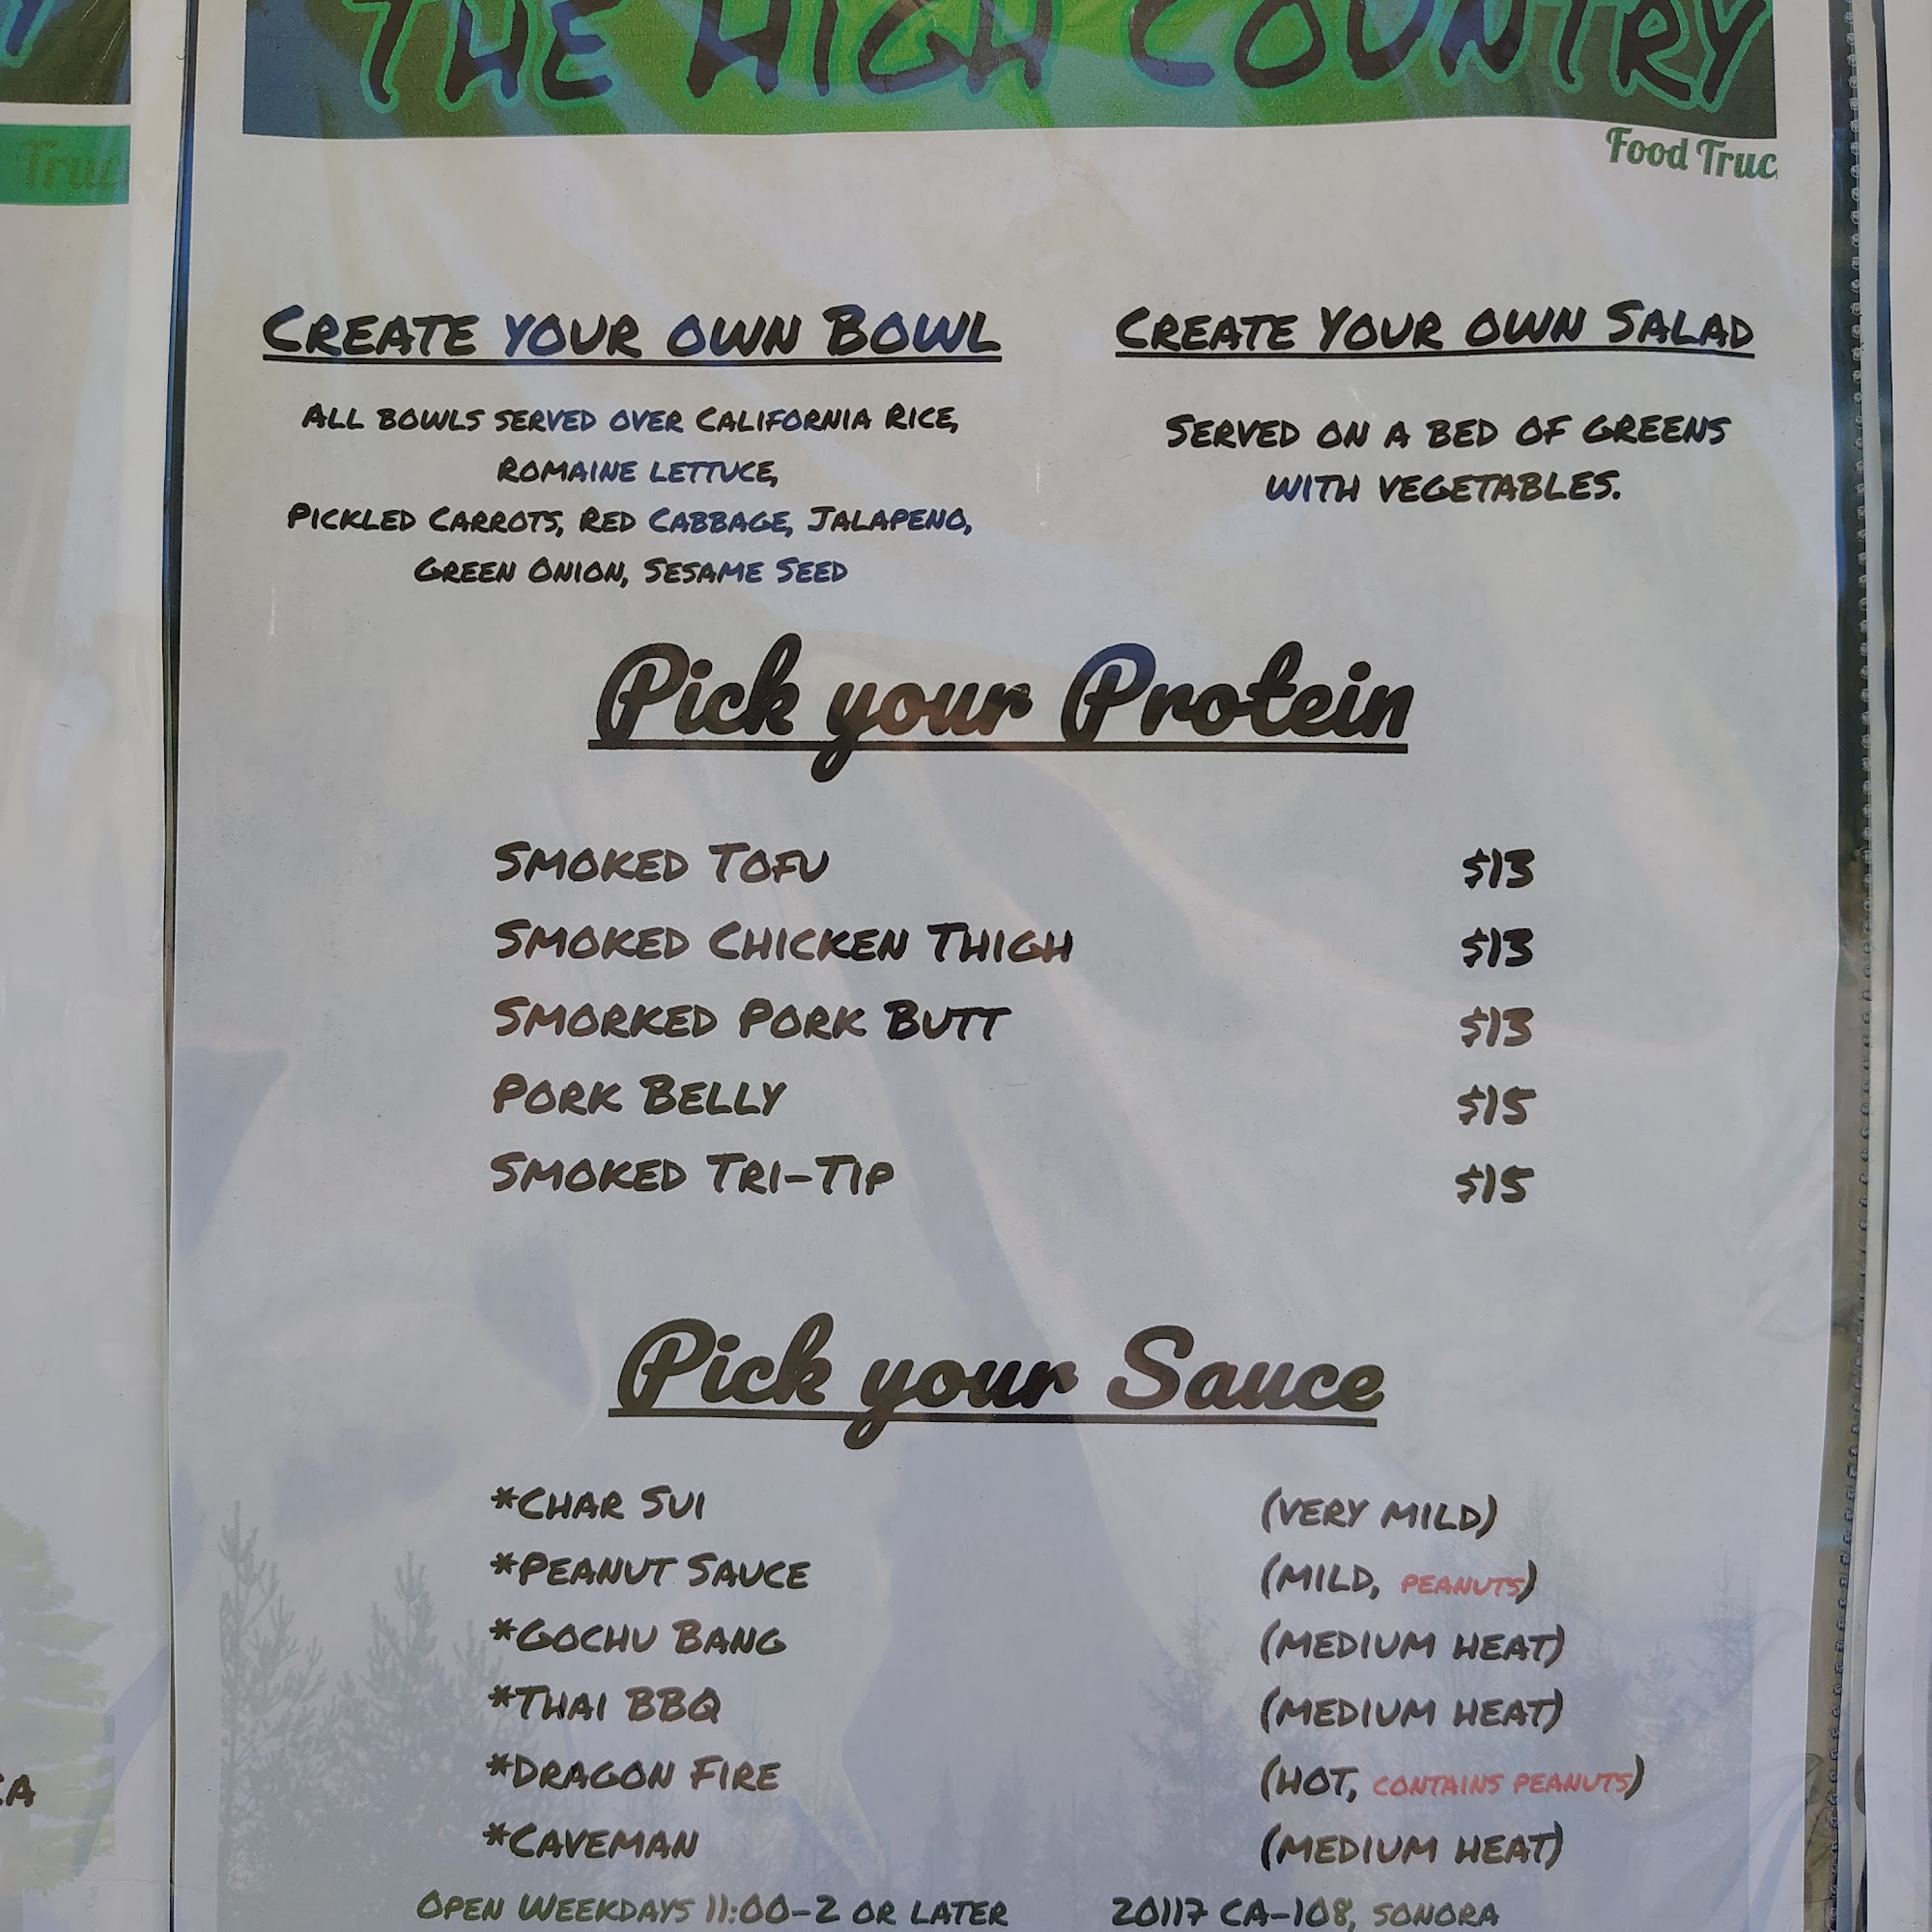 THE HIGH COUNTRY
Food Truc
Truc
CREATE YOUR OWN BOWL
ALL BOWLS SERVED OVER CALIFORNIA RICE,
ROMAINE LETTUCE,
PICKLED CARROTS, RED CABBAGE, JALAPENO,
GREEN ONION, SESAME SEED
CREATE YOUR OWN SALAD
SERVED ON A BED OF GREENS
WITH VEGETABLES.
Pick your Protein
SMOKED TOFU $13
SMOKED CHICKEN THIGH $13
SMORKED PORK BUTT $13
PORK BELLY $15
SMOKED TRI-TIP $15
Pick your Sauce
*CHAR SUI (VERY MILD)
*PEANUT SAUCE (MILD, PEANUTS)
*GOCHU BANG (MEDIUM HEAT)
*THAI BBQ (MEDIUM HEAT)
*DRAGON FIRE (HOT, CONTAINS PEANUTS)
*CAVEMAN (MEDIUM HEAT)
OPEN WEEKDAYS 11:00-2 OR LATER 20117 CA-108, SONORA